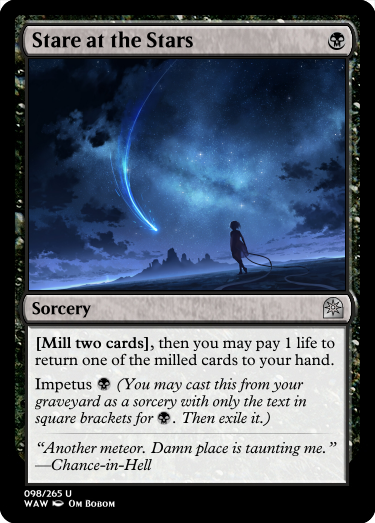 Stare at the Stars
Sorcery
[Mill two cards], then you may pay 1 life to
return one of the milled cards to your hand.
Impetus (You may cast this from your
graveyard as a sorcery with only the text in
square brackets for . Then exile it.)
“Another meteor. Damn place is taunting me.”
—Chance-in-Hell
098/265 U
WAW Om Bobom